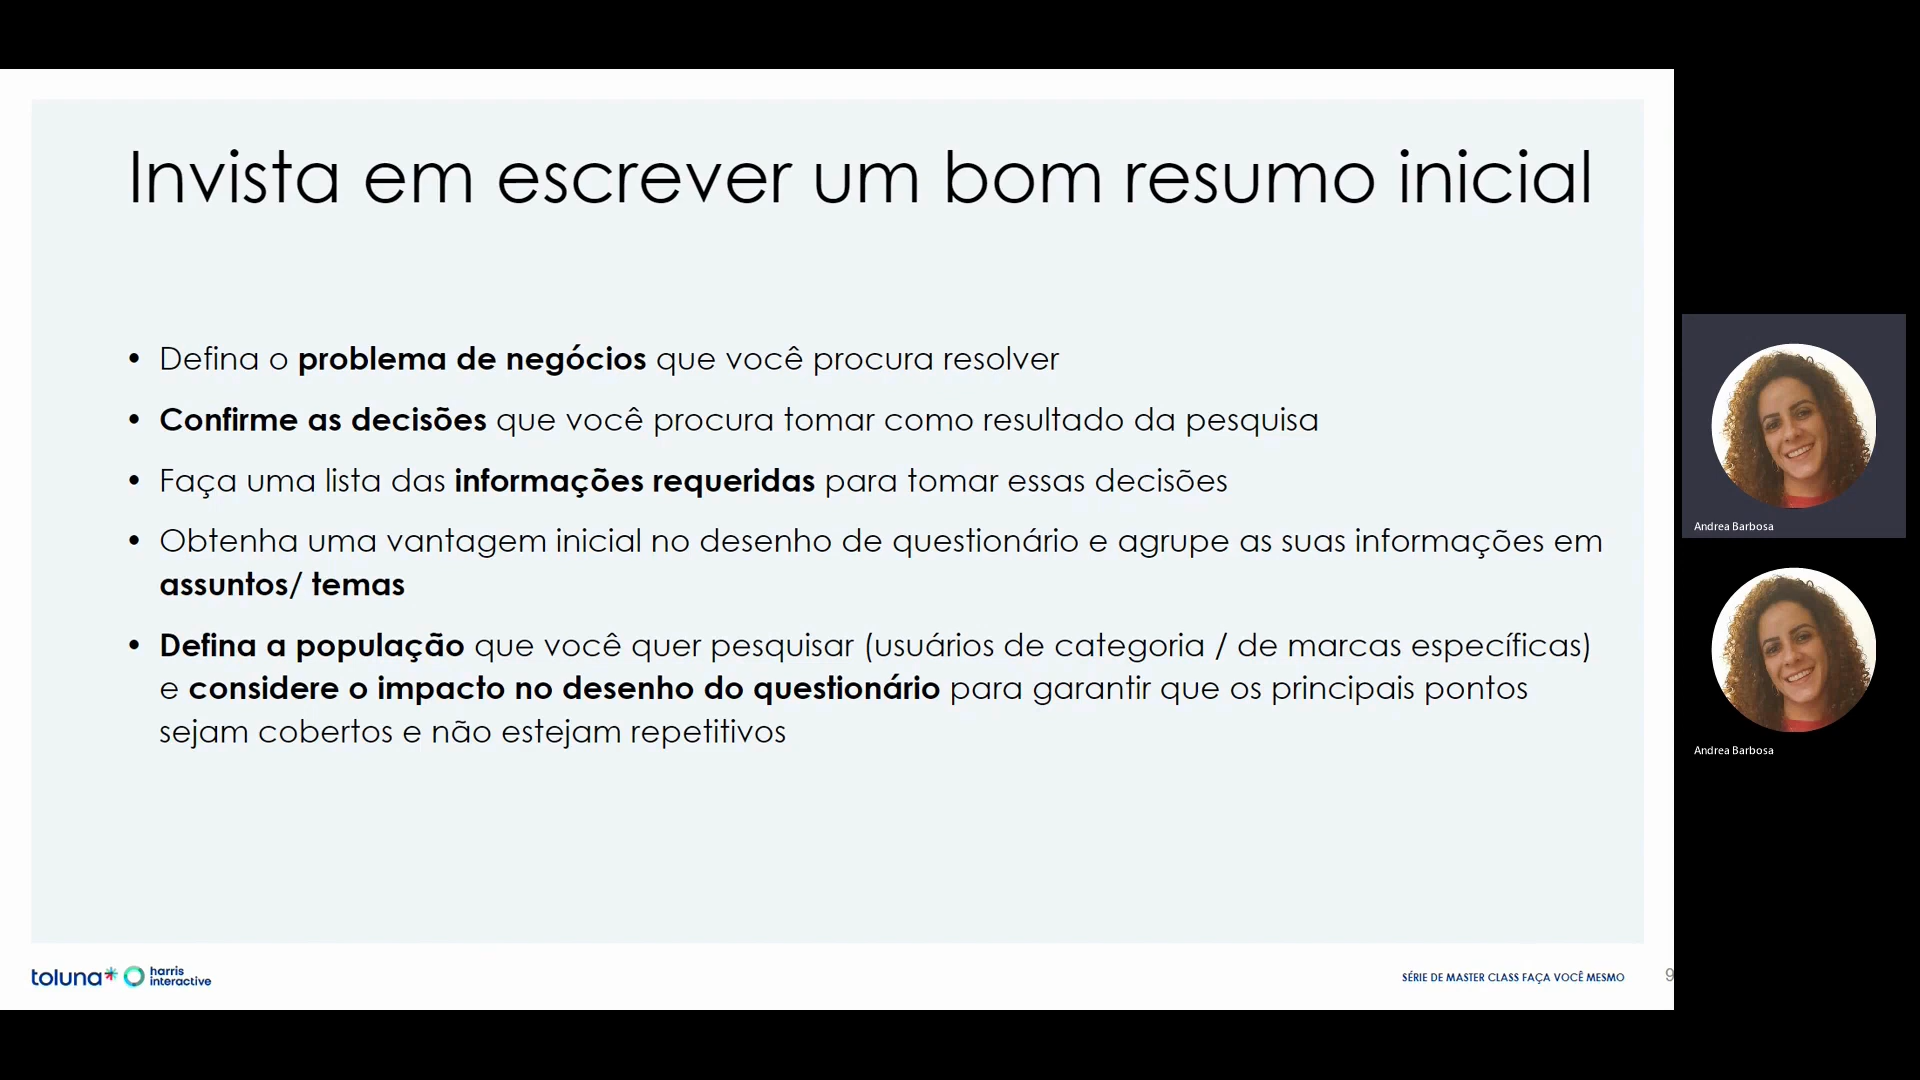 Invista em escrever um bom resumo inicial
• Defina o problema de negócios que você procura resolver
• Confirme as decisões que você procura tomar como resultado da pesquisa
• Faça uma lista das informações requeridas para tomar essas decisões
• Obtenha uma vantagem inicial no desenho de questionário e agrupe as suas informações em
assuntos/ temas
• Defina a população que você quer pesquisar (usuários de categoria / de marcas específicas)
e considere o impacto no desenho do questionário para garantir que os principais pontos
sejam cobertos e não estejam repetitivos
toluna* harris
interactive
SÉRIE DE MASTER CLASS FAÇA VOCÊ MESMO
9
Andrea Barbosa
Andrea Barbosa